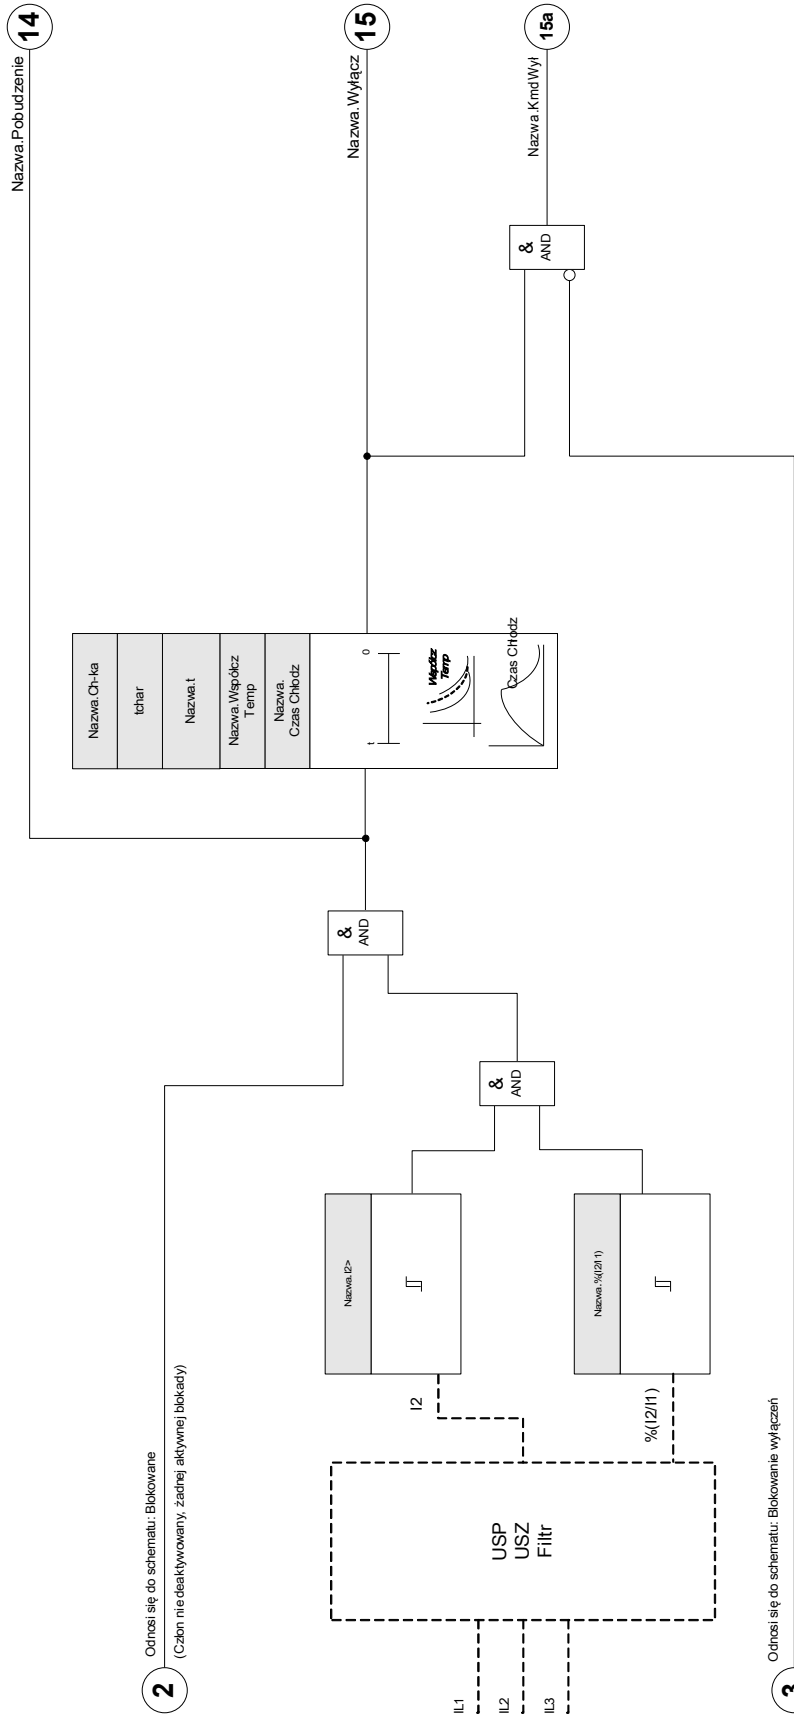 14
Nazwa.Pobudzenie
15
Nazwa.Wyłącz
15a
Nazwa.KmdWył
&
AND
Nazwa.Ch-ka
tchar
Nazwa.t
Nazwa.Współcz
Temp
Nazwa.
Czas Chłodz
t
0
Współcz
Temp
Czas Chłodz
&
AND
&
AND
Nazwa.I2>
Nazwa.%(I2/I1)
I2
%(I2/I1)
USP
USZ
Filtr
IL1
IL2
IL3
2
Odnosi się do schematu: Blokowane
(Człon nie deaktywowany, żadnej aktywnej blokady)
3
Odnosi się do schematu: Blokowanie wyłączeń